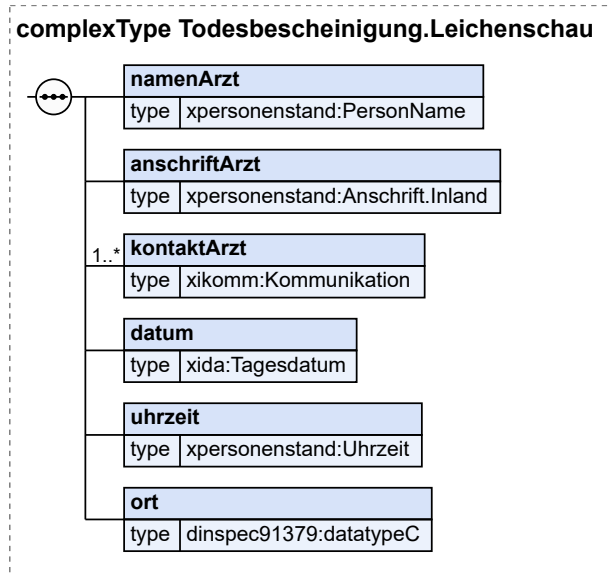 complexType Todesbescheinigung.Leichenschau
namenArzt
type xpersonenstand:PersonName
anschriftArzt
type xpersonenstand:Anschrift.Inland
1..* kontaktArzt
type xikomm:Kommunikation
datum
type xida:Tagesdatum
uhrzeit
type xpersonenstand:Uhrzeit
ort
type dinspec91379:datatypeC